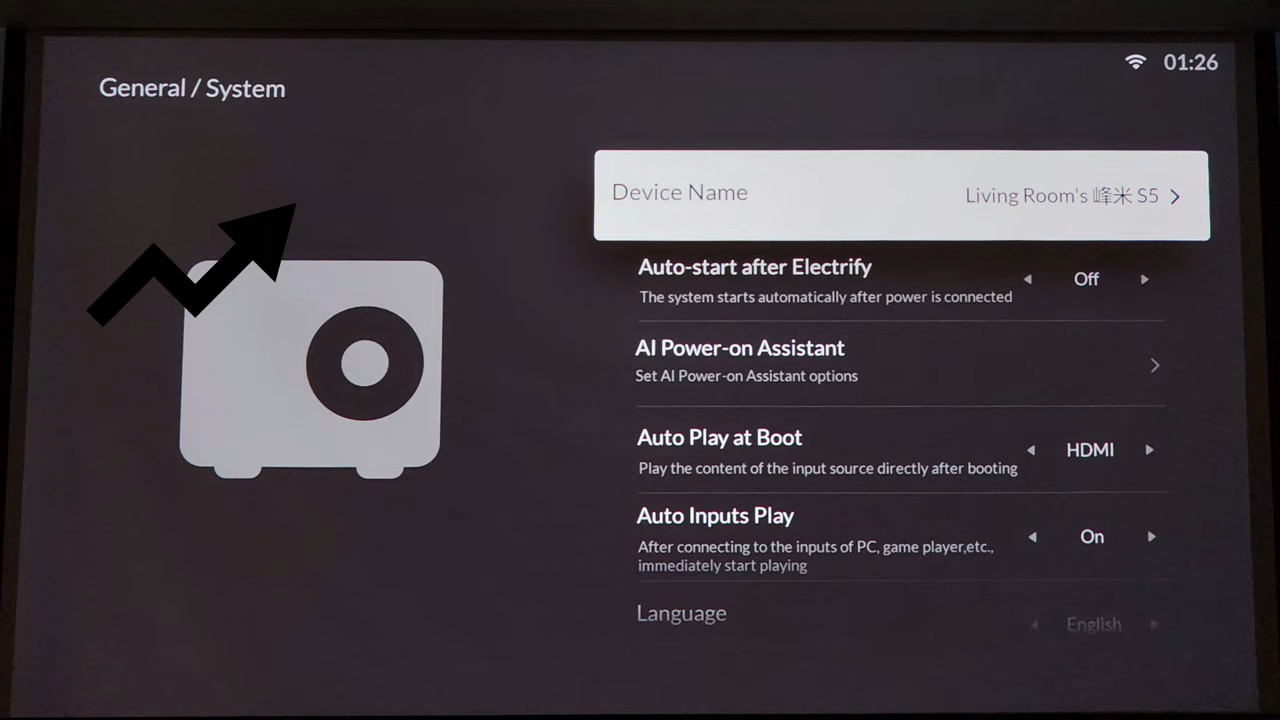 01:26
General / System
Device Name
Living Room's 峰米 S5
Auto-start after Electrify
The system starts automatically after power is connected
Off
AI Power-on Assistant
Set AI Power-on Assistant options
Auto Play at Boot
Play the content of the input source directly after booting
HDMI
Auto Inputs Play
After connecting to the inputs of PC, game player,etc.,
immediately start playing
On
Language
English